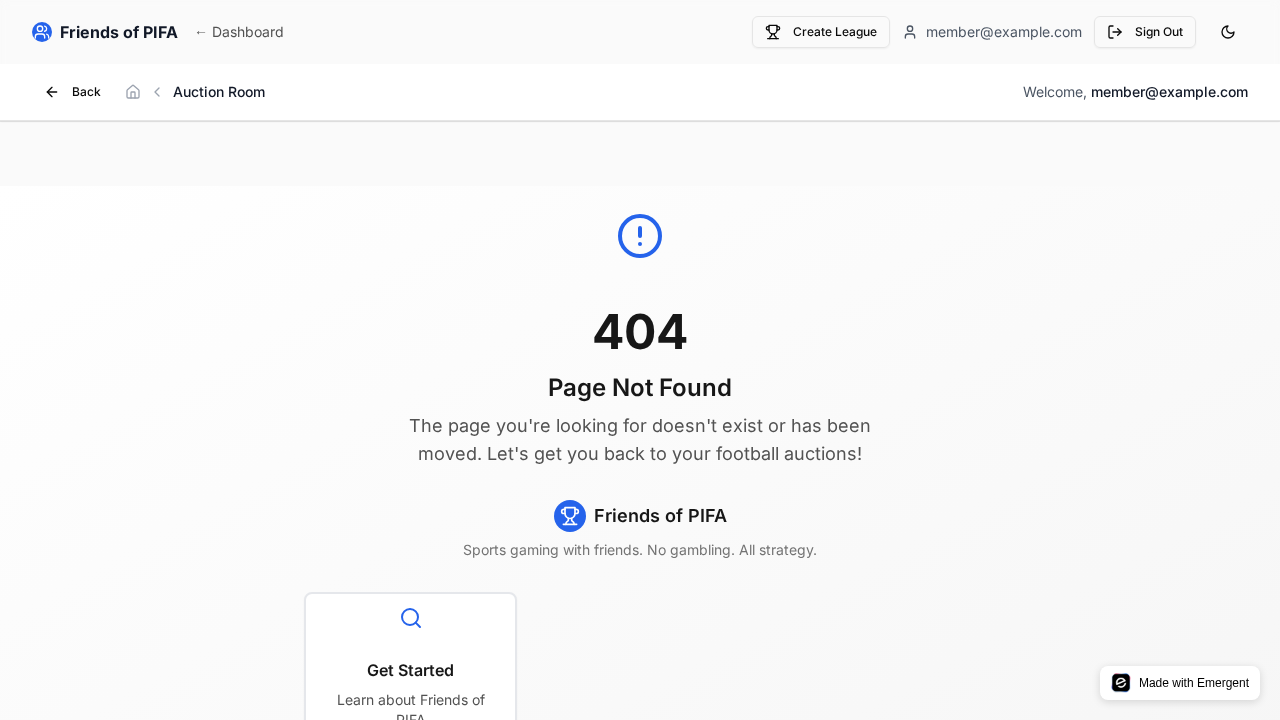 Friends of PIFA
← Dashboard
Create League
member@example.com
Sign Out
Back
Auction Room
Welcome, member@example.com
404
Page Not Found
The page you're looking for doesn't exist or has been
moved. Let's get you back to your football auctions!
Friends of PIFA
Sports gaming with friends. No gambling. All strategy.
Get Started
Learn about Friends of
PIFA
Made with Emergent